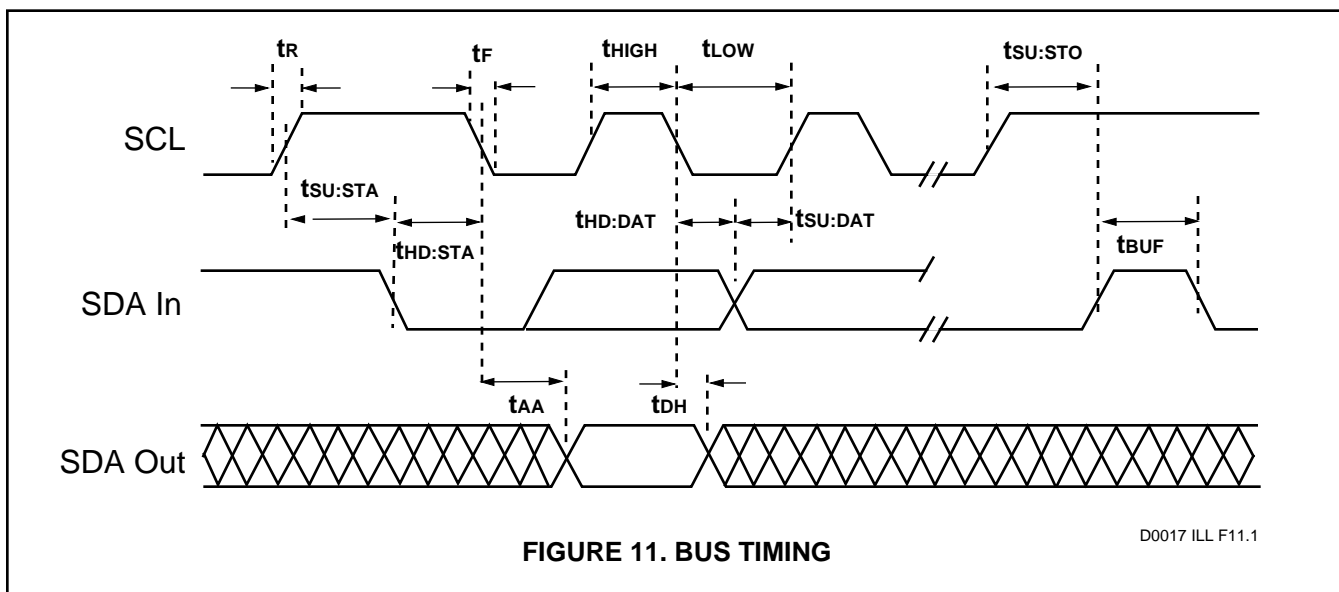 tR
tF
tHIGH
tLOW
tSU:STO
SCL
tSU:STA
tHD:STA
tHD:DAT
tSU:DAT
tBUF
SDA In
tAA
tDH
SDA Out
FIGURE 11. BUS TIMING
D0017 ILL F11.1